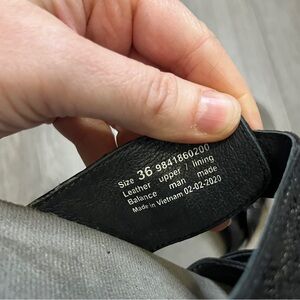 Size 36 9841860200
Leather upper / lining
Balance man made
Made in Vietnam 02-02-2020